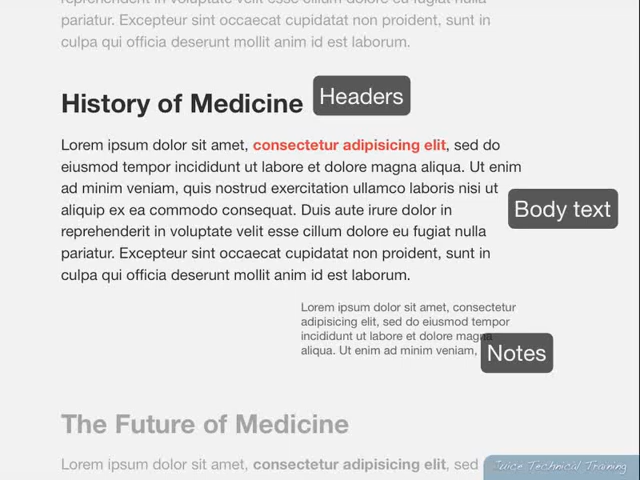 reprehenderit in voluptate velit esse cillum dolore eu fugiat nulla
pariatur. Excepteur sint occaecat cupidatat non proident, sunt in
culpa qui officia deserunt mollit anim id est laborum.
History of Medicine
Headers
Lorem ipsum dolor sit amet, consectetur adipisicing elit, sed do
eiusmod tempor incididunt ut labore et dolore magna aliqua. Ut enim
ad minim veniam, quis nostrud exercitation ullamco laboris nisi ut
aliquip ex ea commodo consequat. Duis aute irure dolor in
Body text
reprehenderit in voluptate velit esse cillum dolore eu fugiat nulla
pariatur. Excepteur sint occaecat cupidatat non proident, sunt in
culpa qui officia deserunt mollit anim id est laborum.
Lorem ipsum dolor sit amet, consectetur
adipisicing elit, sed do eiusmod tempor
incididunt ut labore et dolore magna
aliqua. Ut enim ad minim veniam,
Notes
The Future of Medicine
Lorem ipsum dolor sit amet, consectetur adipisicing elit, sed
Juice Technical Training